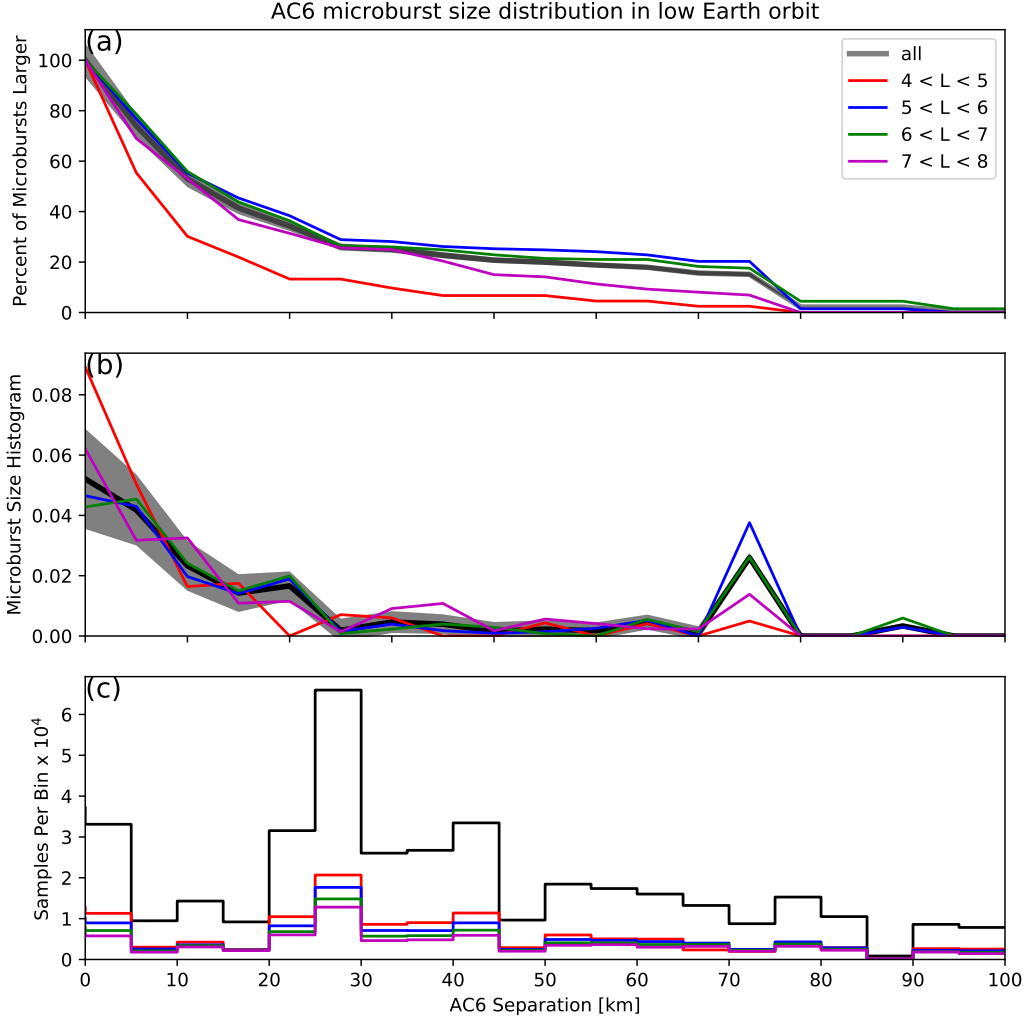 AC6 microburst size distribution in low Earth orbit
(a)
Percent of Microbursts Larger
100
80
60
40
20
0
all
4 < L < 5
5 < L < 6
6 < L < 7
7 < L < 8
(b)
Microburst Size Histogram
0.08
0.06
0.04
0.02
0.00
(c)
Samples Per Bin x 10⁴
6
5
4
3
2
1
0
0 10 20 30 40 50 60 70 80 90 100
AC6 Separation [km]